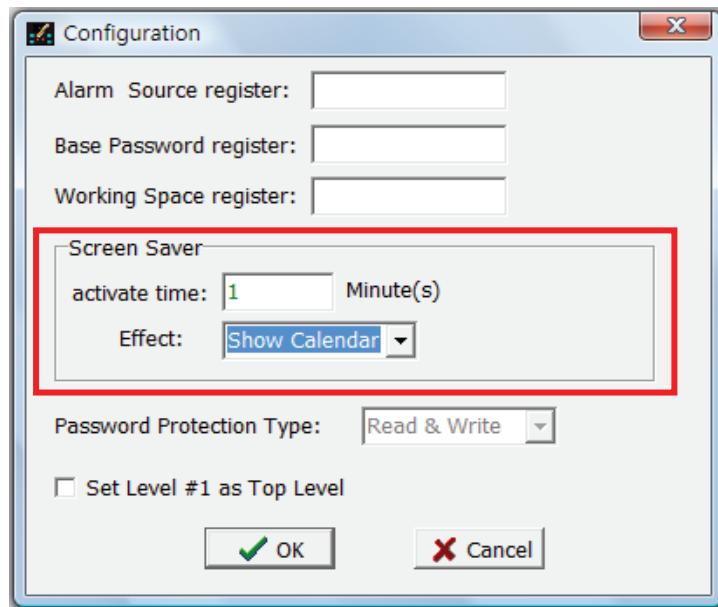 Configuration
Alarm Source register:
Base Password register:
Working Space register:
Screen Saver
activate time: 1 Minute(s)
Effect: Show Calendar
Password Protection Type: Read & Write
Set Level #1 as Top Level
OK Cancel